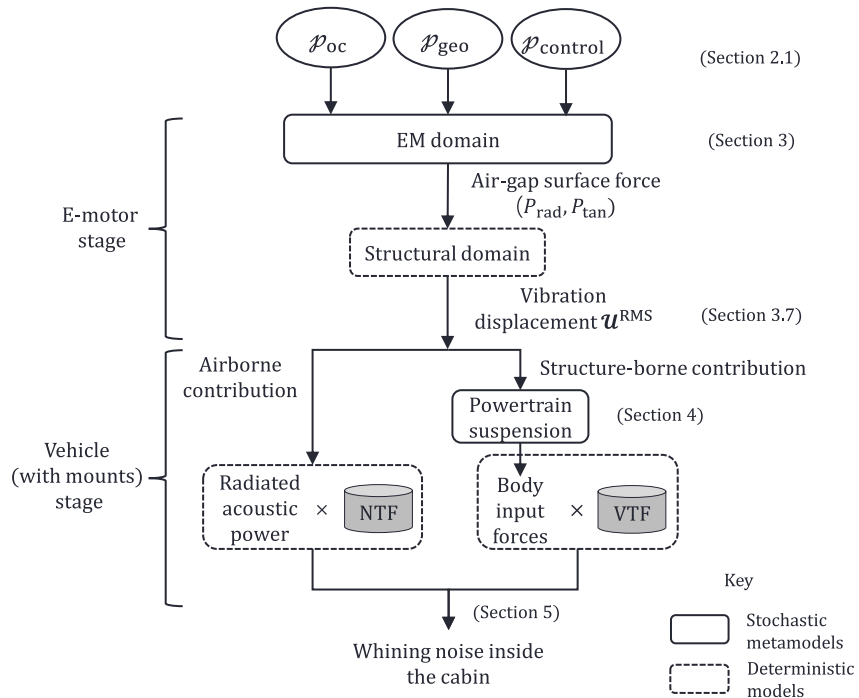 𝓅oc
𝓅geo
𝓅control
(Section 2.1)
EM domain
(Section 3)
Air-gap surface force
(Prad, Ptan)
E-motor
stage
Structural domain
Vibration
displacement 𝓊RMS
(Section 3.7)
Airborne
contribution
Structure-borne contribution
Powertrain
suspension
(Section 4)
Vehicle
(with mounts)
stage
Radiated
acoustic
power
×
NTF
Body
input
forces
×
VTF
(Section 5)
Whining noise inside
the cabin
Key
Stochastic
metamodels
Deterministic
models